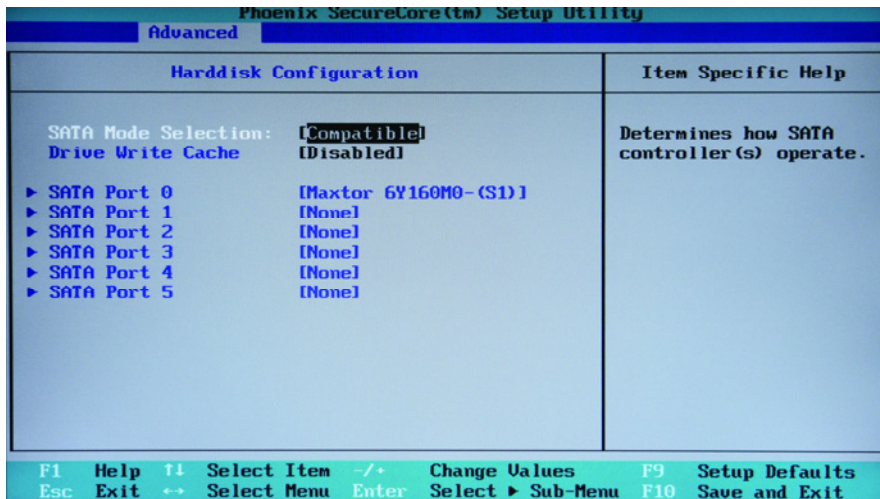 Phoenix SecureCore(tm) Setup Utility
Advanced
Harddisk Configuration
Item Specific Help
SATA Mode Selection: [Compatible]
Drive Write Cache [Disabled]
Determines how SATA
controller(s) operate.
▶ SATA Port 0 [Maxtor 6Y160M0-(S1)]
▶ SATA Port 1 [None]
▶ SATA Port 2 [None]
▶ SATA Port 3 [None]
▶ SATA Port 4 [None]
▶ SATA Port 5 [None]
F1 Help ↑↓ Select Item -/+ Change Values F9 Setup Defaults
Esc Exit ↔ Select Menu Enter Select ▶ Sub-Menu F10 Save and Exit